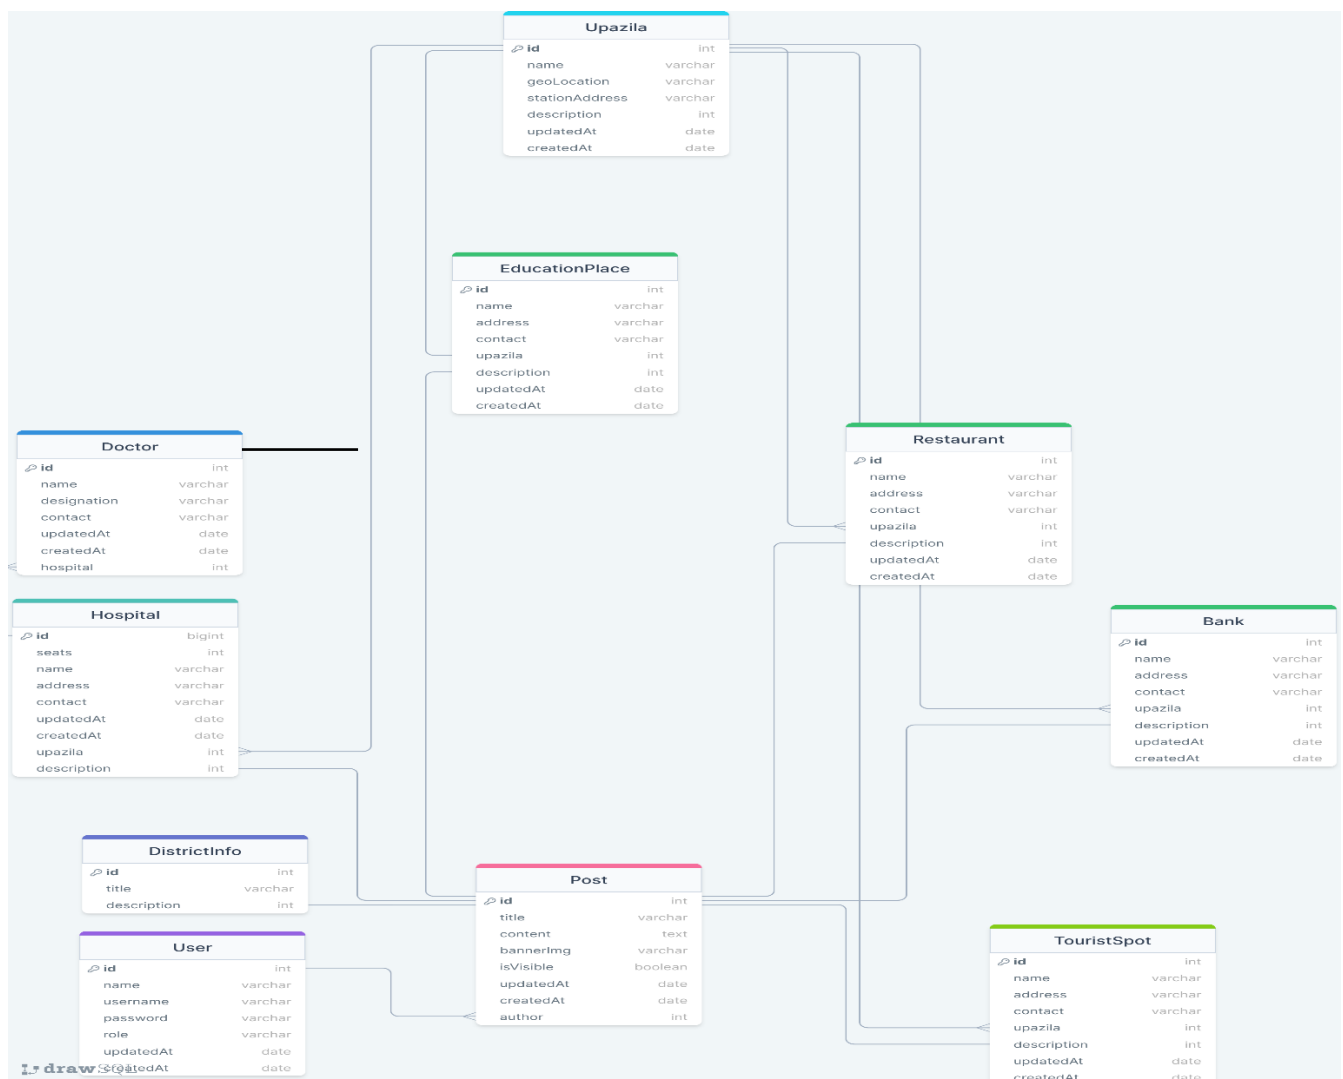 Upazila
id int
name varchar
geoLocation varchar
stationAddress varchar
description int
updatedAt date
createdAt date
EducationPlace
id int
name varchar
address varchar
contact varchar
upazila int
description int
updatedAt date
createdAt date
Doctor
id int
name varchar
designation varchar
contact varchar
updatedAt date
createdAt date
hospital int
Restaurant
id int
name varchar
address varchar
contact varchar
upazila int
description int
updatedAt date
createdAt date
Hospital
id bigint
seats int
name varchar
address varchar
contact varchar
updatedAt date
createdAt date
upazila int
description int
Bank
id int
name varchar
address varchar
contact varchar
upazila int
description int
updatedAt date
createdAt date
DistrictInfo
id int
title varchar
description int
Post
id int
title varchar
content text
bannerImg varchar
isVisible boolean
updatedAt date
createdAt date
author int
User
id int
name varchar
username varchar
password varchar
role varchar
updatedAt date
createdAt date
TouristSpot
id int
name varchar
address varchar
contact varchar
upazila int
description int
updatedAt date
createdAt date
drawSQL